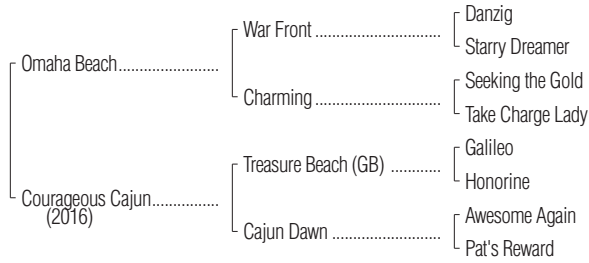 Danzig
War Front ..............................
Starry Dreamer
Omaha Beach.......................
Seeking the Gold
Charming .............................
Take Charge Lady
Galileo
Treasure Beach (GB) ............
Honorine
Courageous Cajun................
(2016)
Awesome Again
Cajun Dawn .........................
Pat's Reward